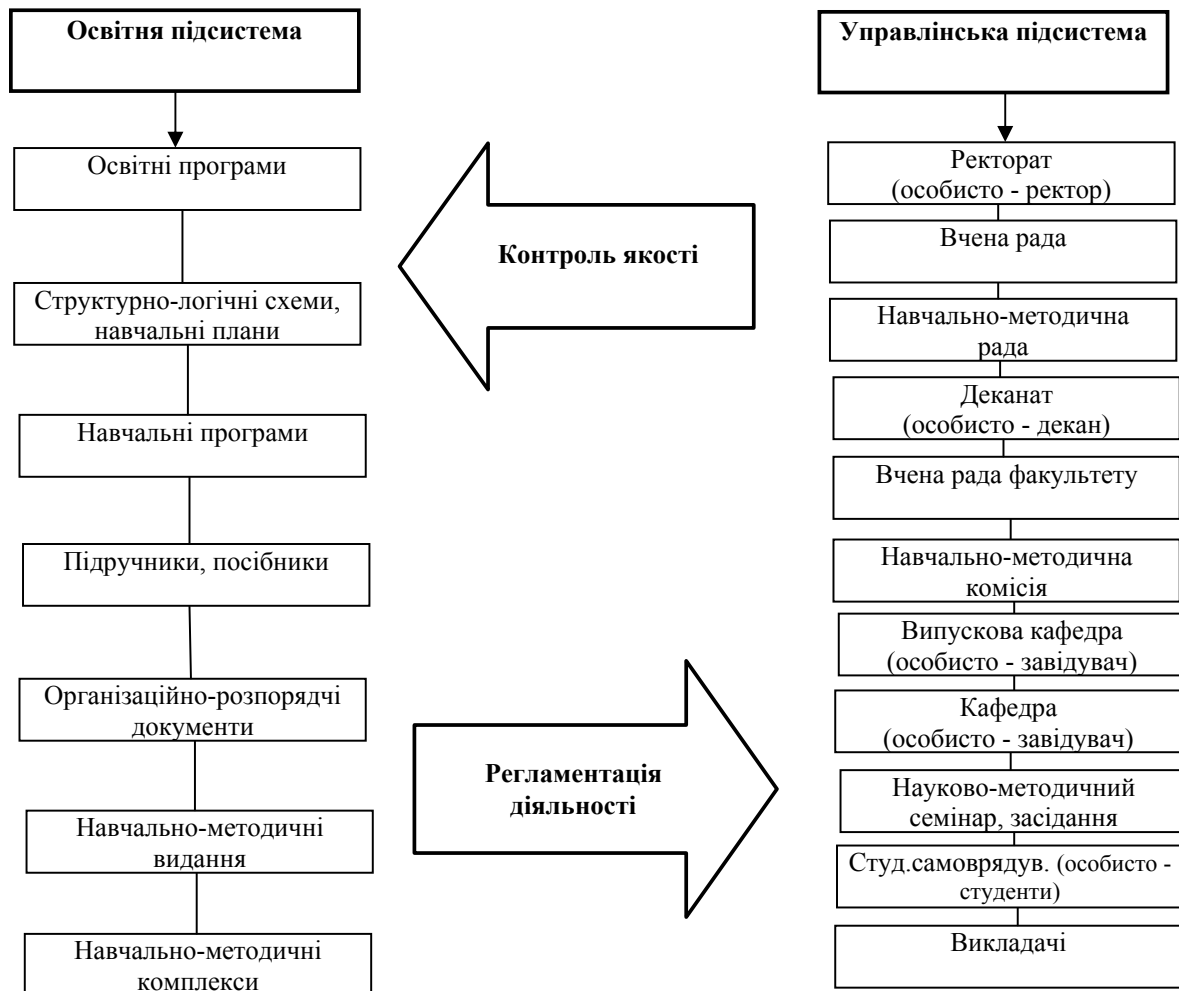 Освітня підсистема
Освітні програми
Структурно-логічні схеми,
навчальні плани
Навчальні програми
Підручники, посібники
Організаційно-розпорядчі
документи
Навчально-методичні
видання
Навчально-методичні
комплекси
Контроль якості
Регламентація
діяльності
Управлінська підсистема
Ректорат
(особисто - ректор)
Вчена рада
Навчально-методична
рада
Деканат
(особисто - декан)
Вчена рада факультету
Навчально-методична
комісія
Випускова кафедра
(особисто - завідувач)
Кафедра
(особисто - завідувач)
Науково-методичний
семінар, засідання
Студ.самоврядув. (особисто -
студенти)
Викладачі